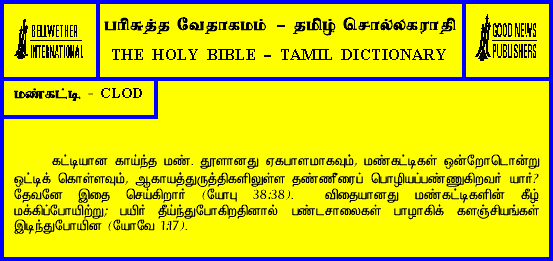 BELLWETHER
INTERNATIONAL
பரிசுத்த வேதாகமம் – தமிழ் சொல்லகராதி
THE HOLY BIBLE – TAMIL DICTIONARY
GOOD NEWS
PUBLISHERS
மண்கட்டி. - CLOD
கட்டியான காய்ந்த மண். தூளானது ஏகபாளமாகவும், மண்கட்டிகள் ஒன்றோடொன்று
ஒட்டிக் கொள்ளவும், ஆகாயத்துருத்திகளிலுள்ள தண்ணீரைப் பொழியப்பண்ணுகிறவர் யார்?
தேவனே இதை செய்கிறார் (யோபு 38:38). விதையானது மண்கட்டிகளின் கீழ்
மக்கிப்போயிற்று; பயிர் தீய்ந்துபோகிறதினால் பண்டசாலைகள் பாழாகிக் களஞ்சியங்கள்
இடிந்துபோயின (யோவே 1:17).